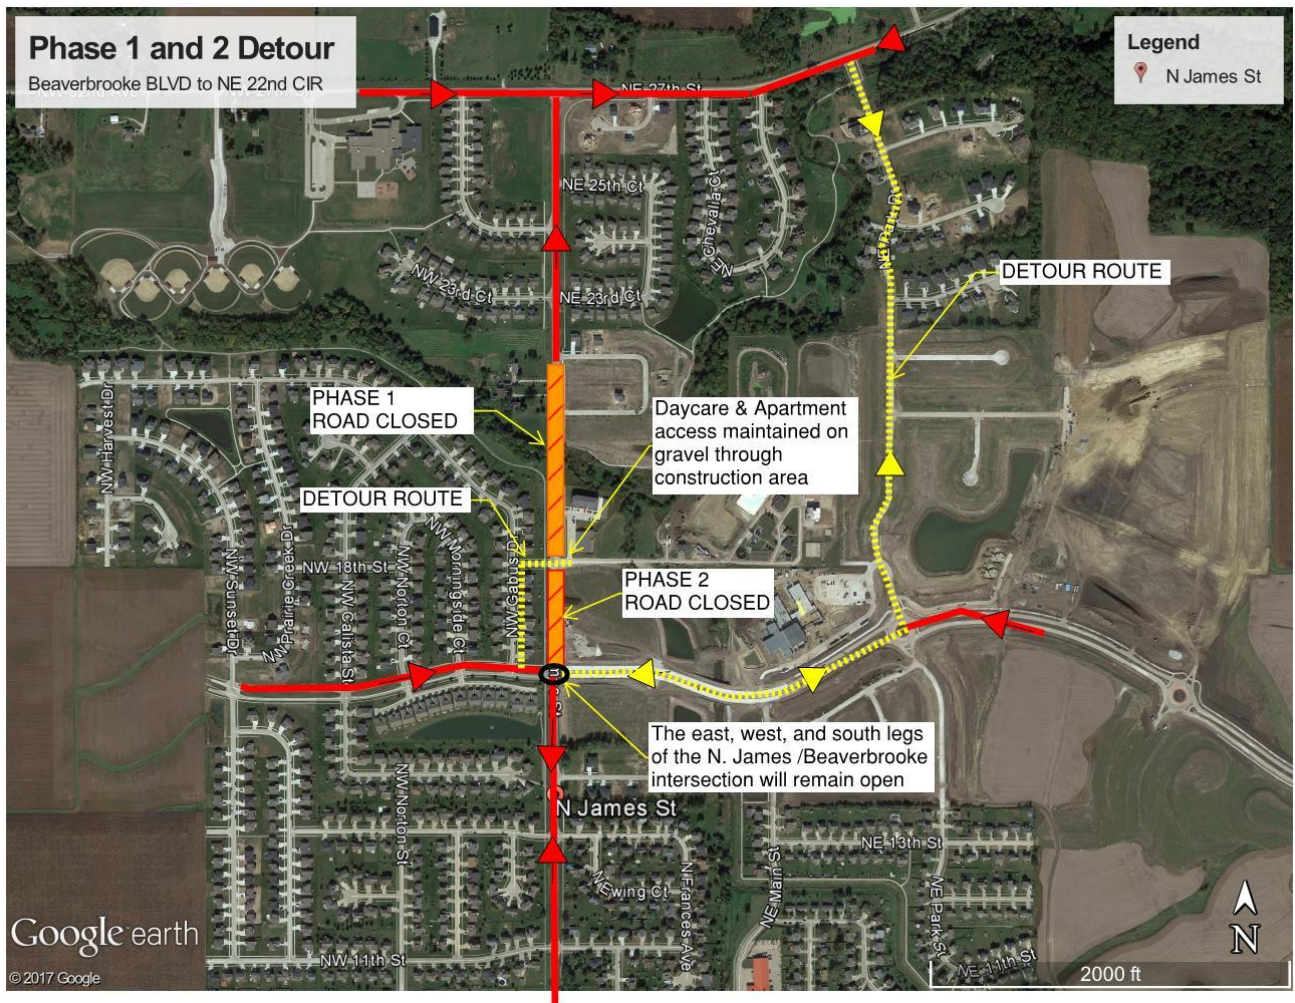 Phase 1 and 2 Detour
Beaverbrooke BLVD to NE 22nd CIR
Legend
N James St
NE 27th St
NE 25th Ct
NE Chevalia Ct
NW 23rd Ct
NE 23rd Ct
DETOUR ROUTE
PHASE 1
ROAD CLOSED
Daycare & Apartment
access maintained on
gravel through
construction area
DETOUR ROUTE
NW Harvest Dr
NW Sunset Dr
NW Prairie Creek Dr
NW 18th St
NW Calista St
NW Norton Ct
NW Morningside Ct
NW Gabus Dr
PHASE 2
ROAD CLOSED
The east, west, and south legs
of the N. James /Beaverbrooke
intersection will remain open
N James St
NW Norton St
N Ewing Ct
N Frances Ave
NE Main St
NE 13th St
NE Park St
NW 11th St
NE 11th St
N
2000 ft
Google earth
© 2017 Google